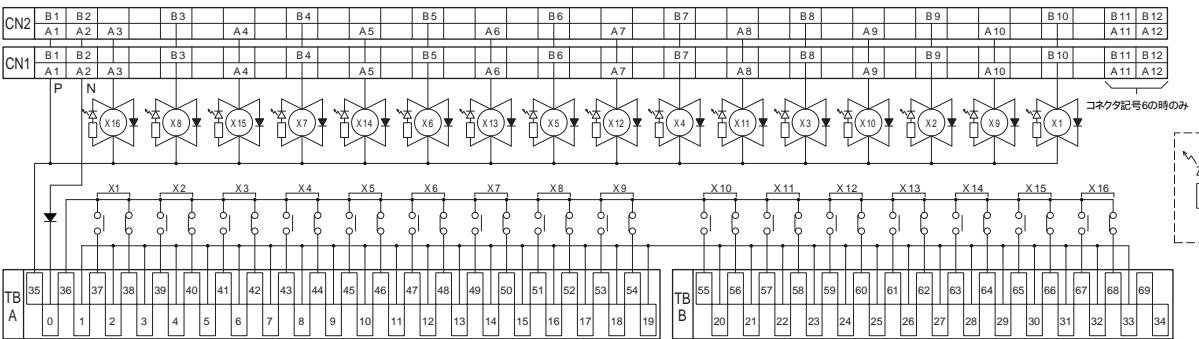 CN2 B1 B2 B3 B4 B5 B6 B7 B8 B9 B10 B11 B12
A1 A2 A3 A4 A5 A6 A7 A8 A9 A10 A11 A12
CN1 B1 B2 B3 B4 B5 B6 B7 B8 B9 B10 B11 B12
A1 A2 A3 A4 A5 A6 A7 A8 A9 A10 A11 A12
P N
コネクタ記号6の時のみ
X16 X8 X15 X7 X14 X6 X13 X5 X12 X4 X11 X3 X10 X2 X9 X1
X1 X2 X3 X4 X5 X6 X7 X8 X9 X10 X11 X12 X13 X14 X15 X16
TB A
35 36 37 38 39 40 41 42 43 44 45 46 47 48 49 50 51 52 53 54
0 1 2 3 4 5 6 7 8 9 10 11 12 13 14 15 16 17 18 19
TB B
55 56 57 58 59 60 61 62 63 64 65 66 67 68 69
20 21 22 23 24 25 26 27 28 29 30 31 32 33 34